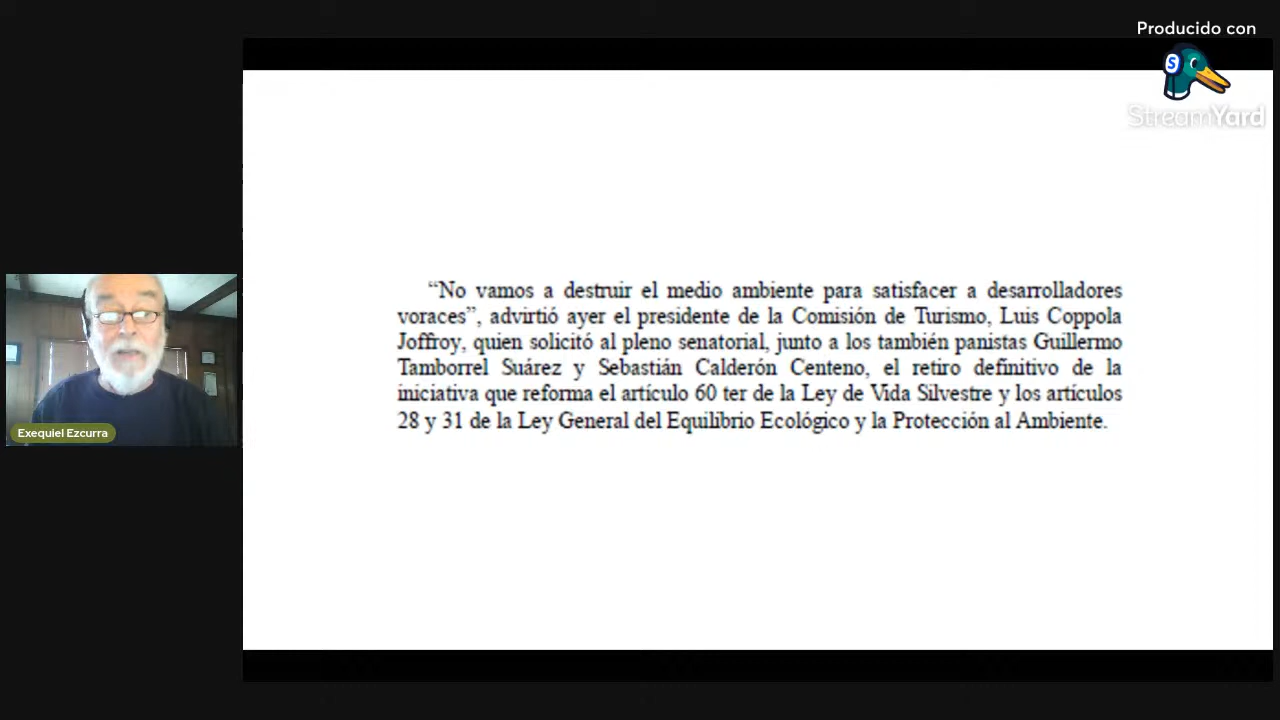 Producido con
StreamYard
“No vamos a destruir el medio ambiente para satisfacer a desarrolladores
voraces”, advirtió ayer el presidente de la Comisión de Turismo, Luis Coppola
Joffroy, quien solicitó al pleno senatorial, junto a los también panistas Guillermo
Tamborrel Suárez y Sebastián Calderón Centeno, el retiro definitivo de la
iniciativa que reforma el artículo 60 ter de la Ley de Vida Silvestre y los artículos
28 y 31 de la Ley General del Equilibrio Ecológico y la Protección al Ambiente.
Exequiel Ezcurra